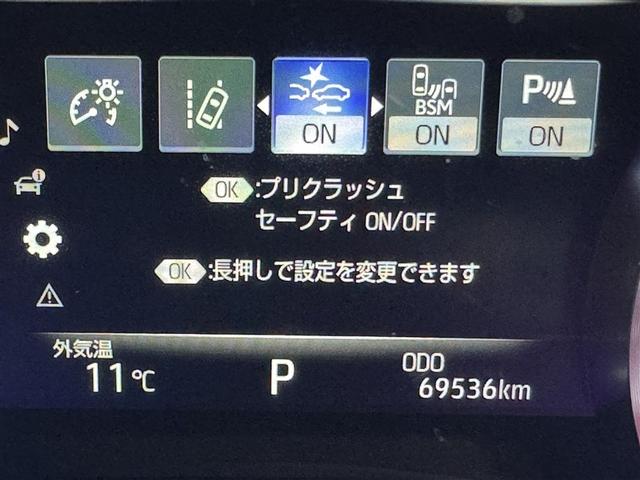 ON
BSM
ON
P
ON
OK :プリクラッシュ
セーフティ ON/OFF
OK :長押しで設定を変更できます
外気温
11℃
P
ODO
69536km